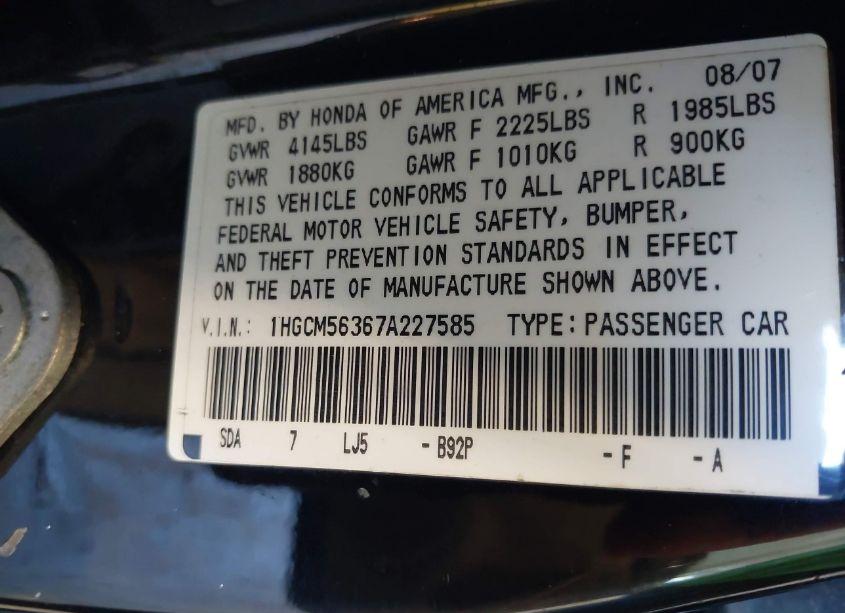 MFD. BY HONDA OF AMERICA MFG., INC. 08/07
GVWR 4145LBS GAWR F 2225LBS R 1985LBS
GVWR 1880KG GAWR F 1010KG R 900KG
THIS VEHICLE CONFORMS TO ALL APPLICABLE
FEDERAL MOTOR VEHICLE SAFETY, BUMPER,
AND THEFT PREVENTION STANDARDS IN EFFECT
ON THE DATE OF MANUFACTURE SHOWN ABOVE.
V.I.N.: 1HGCM56367A227585 TYPE: PASSENGER CAR
SDA 7 LJ5 - B92P - F - A